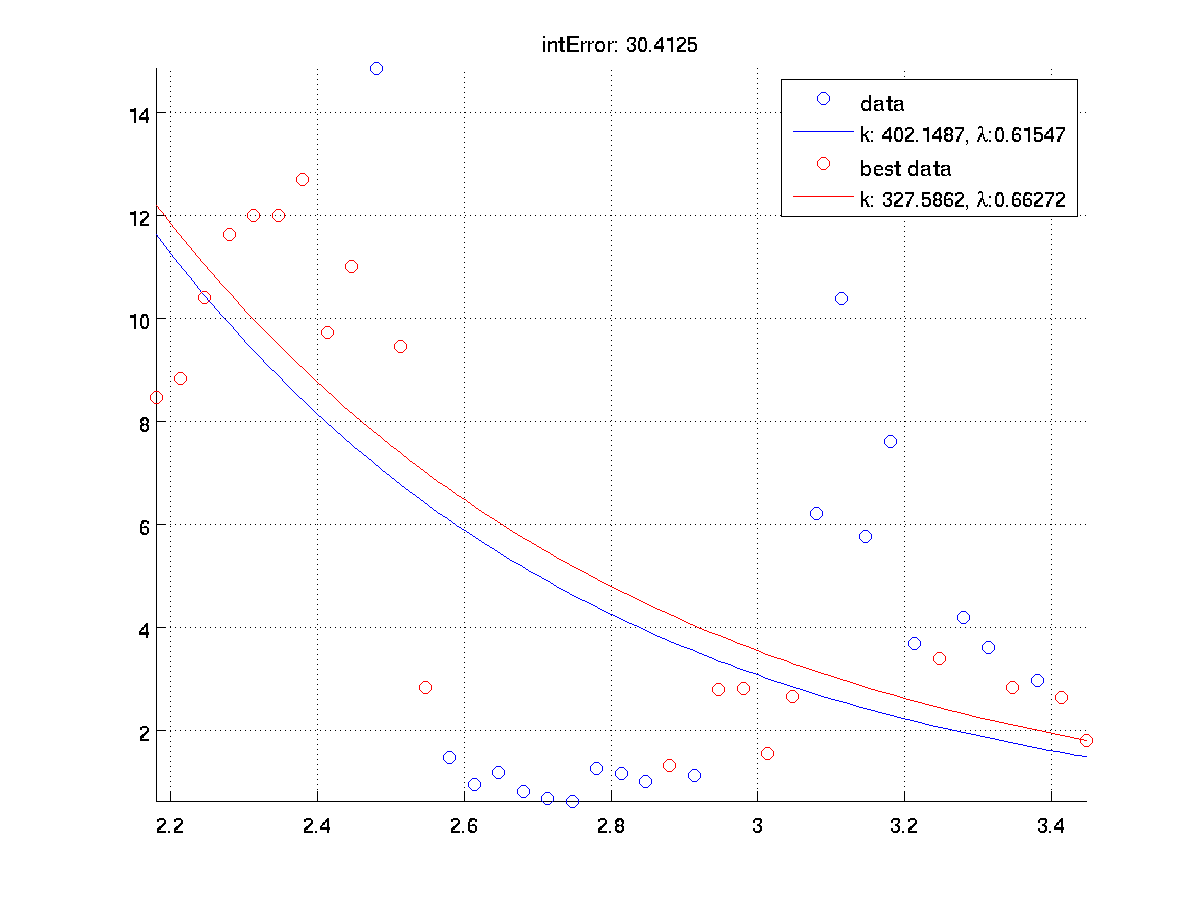 intError: 30.4125
data
k: 402.1487, λ:0.61547
best data
k: 327.5862, λ:0.66272
14
12
10
8
6
4
2
2.2 2.4 2.6 2.8 3 3.2 3.4